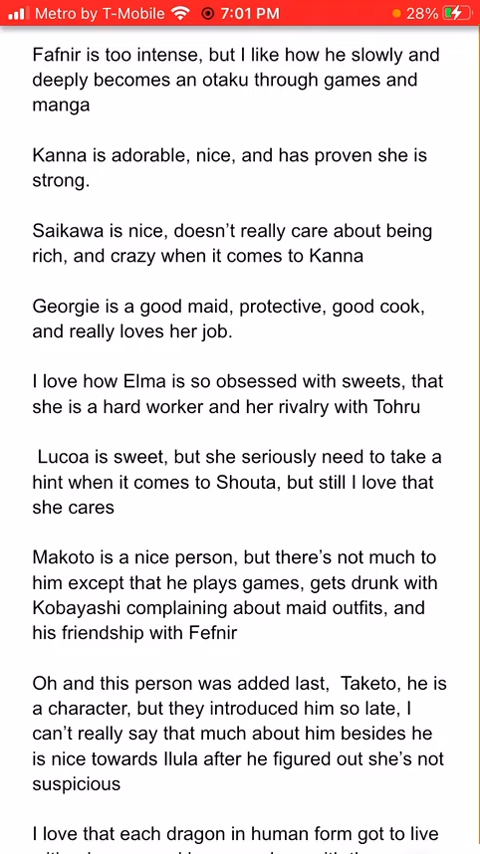 Metro by T-Mobile 7:01 PM 28%
Fafnir is too intense, but I like how he slowly and
deeply becomes an otaku through games and
manga
Kanna is adorable, nice, and has proven she is
strong.
Saikawa is nice, doesn’t really care about being
rich, and crazy when it comes to Kanna
Georgie is a good maid, protective, good cook,
and really loves her job.
I love how Elma is so obsessed with sweets, that
she is a hard worker and her rivalry with Tohru
Lucoa is sweet, but she seriously need to take a
hint when it comes to Shouta, but still I love that
she cares
Makoto is a nice person, but there’s not much to
him except that he plays games, gets drunk with
Kobayashi complaining about maid outfits, and
his friendship with Fefnir
Oh and this person was added last, Taketo, he is
a character, but they introduced him so late, I
can’t really say that much about him besides he
is nice towards Ilula after he figured out she’s not
suspicious
I love that each dragon in human form got to live